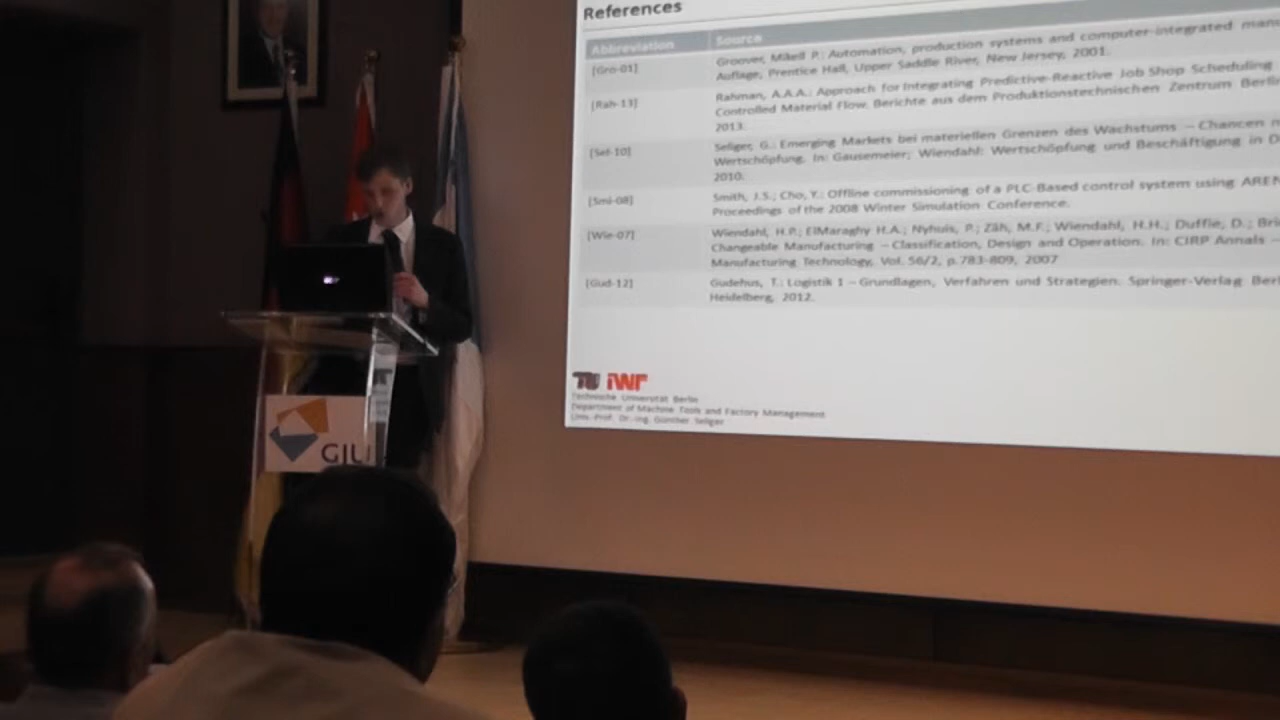 References
Abbreviation Source
[Gro-01] Groover, Mikell P.: Automation, production systems and computer-integrated
Auflage, Prentice Hall, Upper Saddle River, New Jersey, 2001.
[Rah-13] Rahman, A.A.A.: Approach for Integrating Predictive-Reactive Job Shop Scheduling
Controlled Material Flow. Berichte aus dem Produktionstechnischen Zentrum
2013.
[Sel-10] Seliger, G.: Emerging Markets bei materiellen Grenzen des Wachstums – Chancen
Wertschöpfung. In: Gausemeier; Wiendahl: Wertschöpfung und Beschäftigung in
2010.
[Smi-08] Smith, J.S.; Cho, Y.: Offline commissioning of a PLC Based control system using
Proceedings of the 2008 Winter Simulation Conference.
[Wie-07] Wiendahl, H.P.; ElMaraghy H.A.; Nyhuis, P.; Zäh, M.F.; Wiendahl, H.H.; Duffie, D.;
Changeable Manufacturing – Classification, Design and Operation. In: CIRP Annals –
Manufacturing Technology, Vol. 56/2, p.783-809, 2007
[Gud-12] Gudehus, T.: Logistik 1 – Grundlagen, Verfahren und Strategien. Springer-Verlag
Heidelberg, 2012.
TU iWF
Technische Universität Berlin
Department of Machine Tools and Factory Management
Univ.-Prof. Dr.-Ing. Günther Seliger
GJU